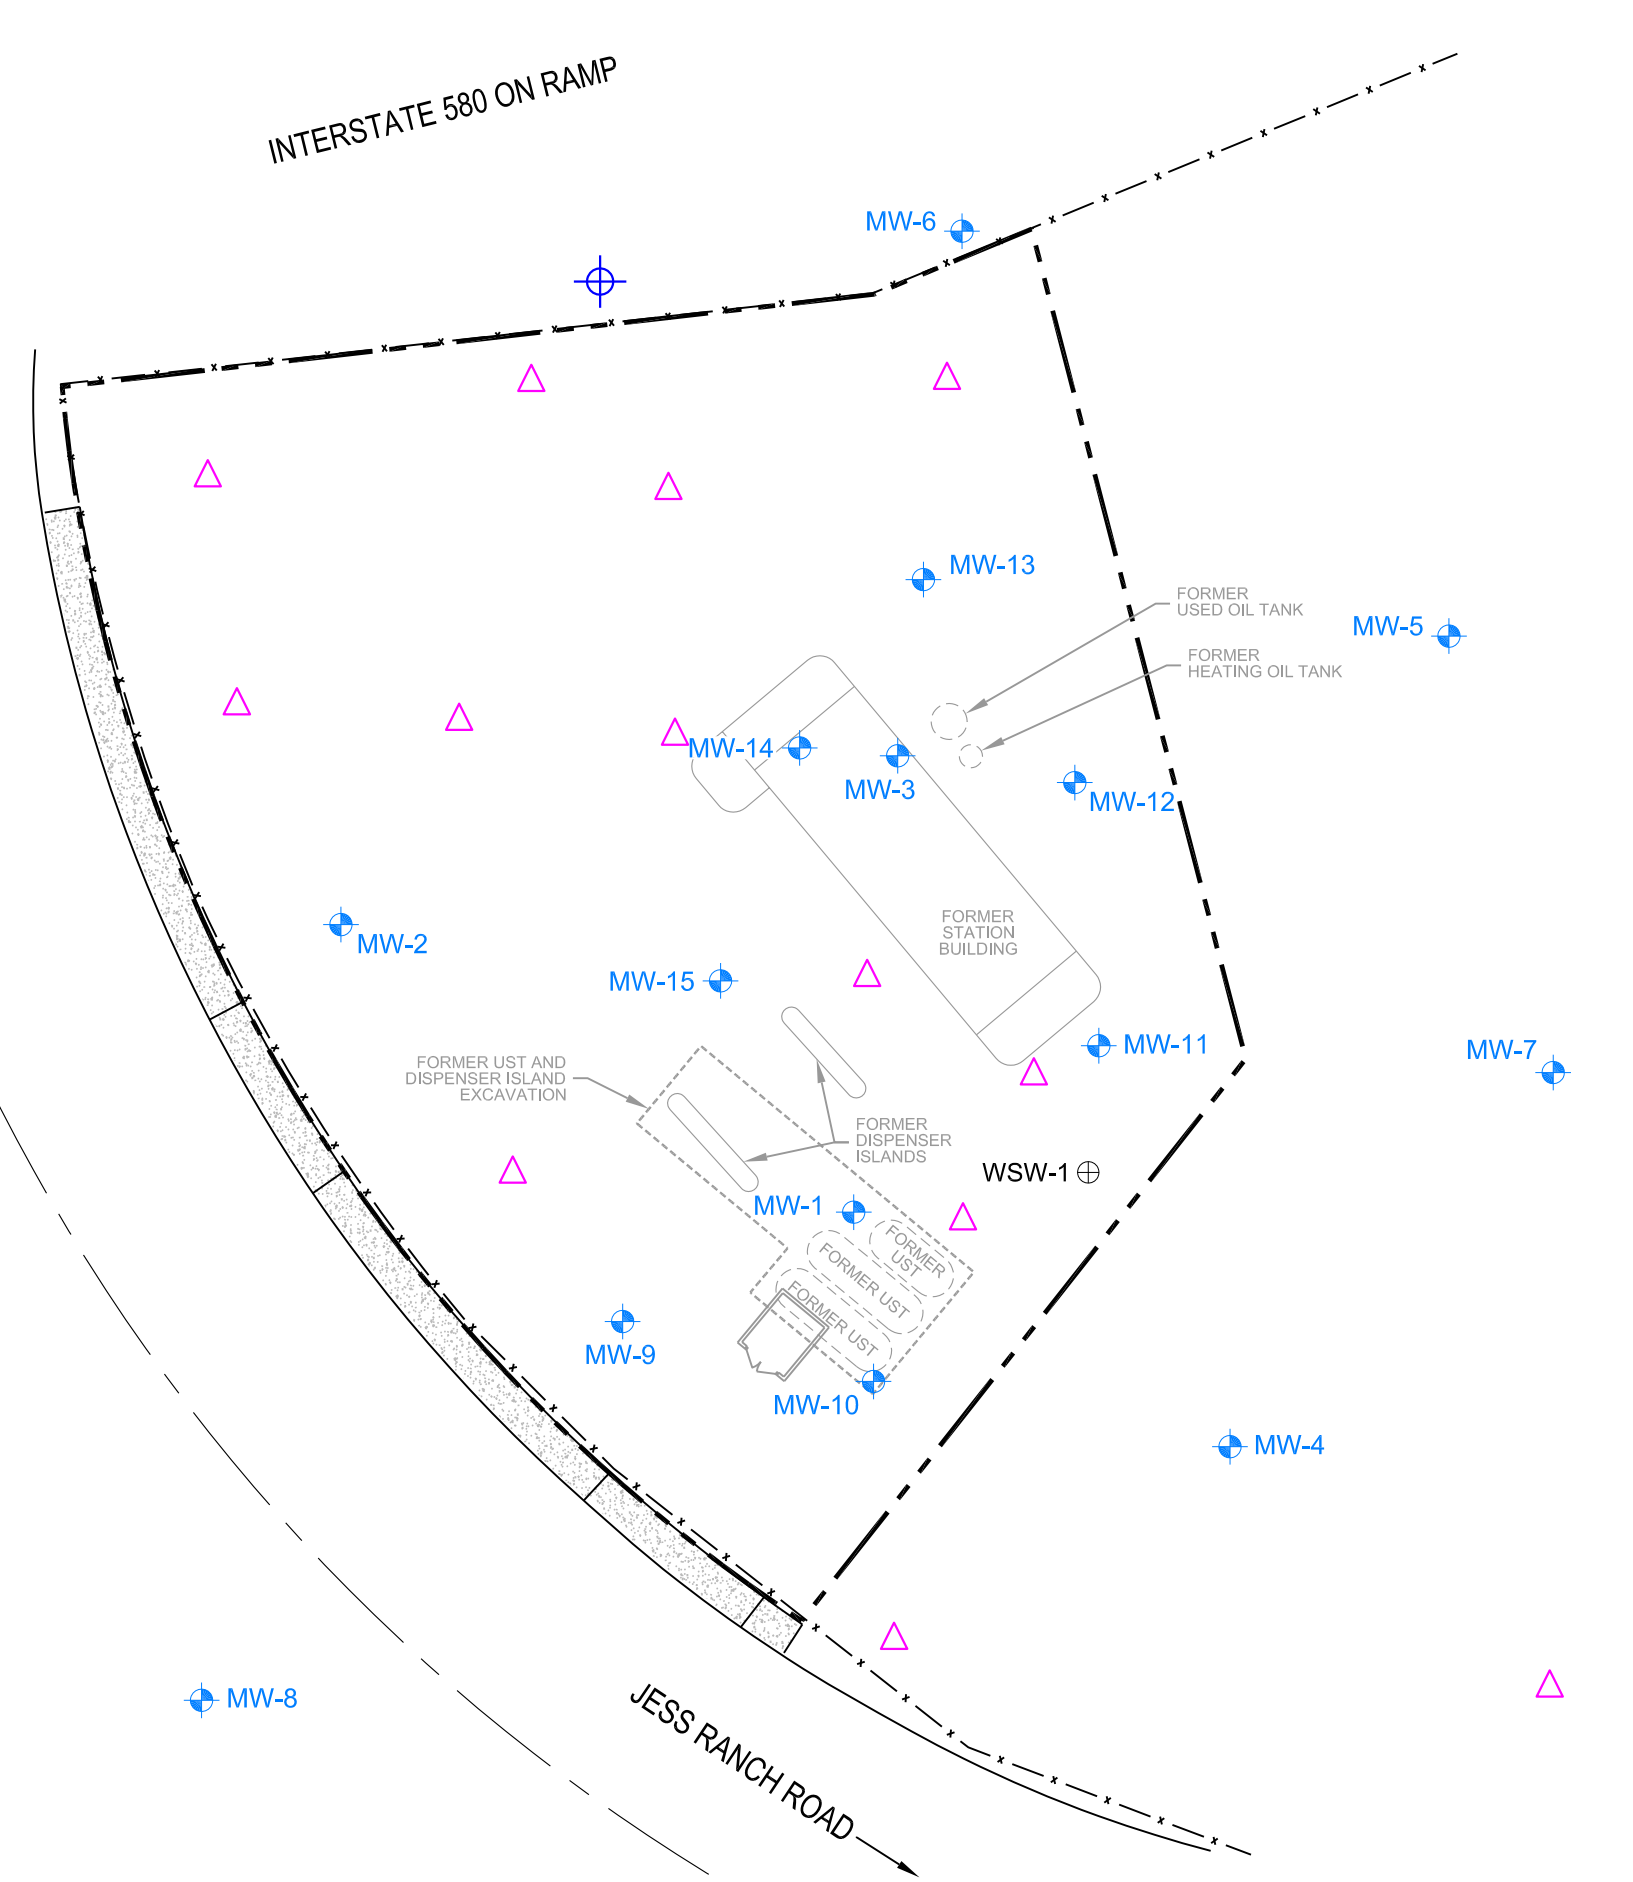 INTERSTATE 580 ON RAMP
MW-6
MW-13
FORMER
USED OIL TANK
MW-5
FORMER
HEATING OIL TANK
MW-14
MW-3
MW-12
MW-2
FORMER
STATION
BUILDING
MW-15
MW-11
MW-7
FORMER UST AND
DISPENSER ISLAND
EXCAVATION
FORMER
DISPENSER
ISLANDS
WSW-1
MW-1
FORMER
UST
FORMER UST
FORMER UST
MW-9
MW-10
MW-4
MW-8
JESS RANCH ROAD